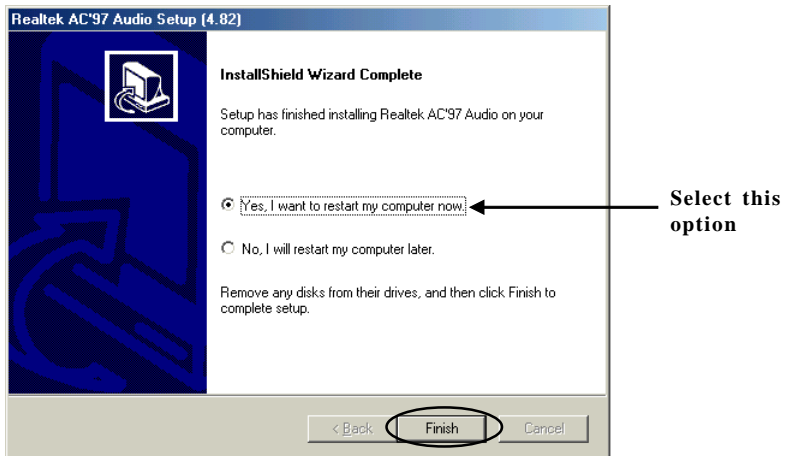 Realtek AC'97 Audio Setup (4.82)
InstallShield Wizard Complete
Setup has finished installing Realtek AC'97 Audio on your
computer.
Yes, I want to restart my computer now.
Select this
option
No, I will restart my computer later.
Remove any disks from their drives, and then click Finish to
complete setup.
< Back Finish Cancel